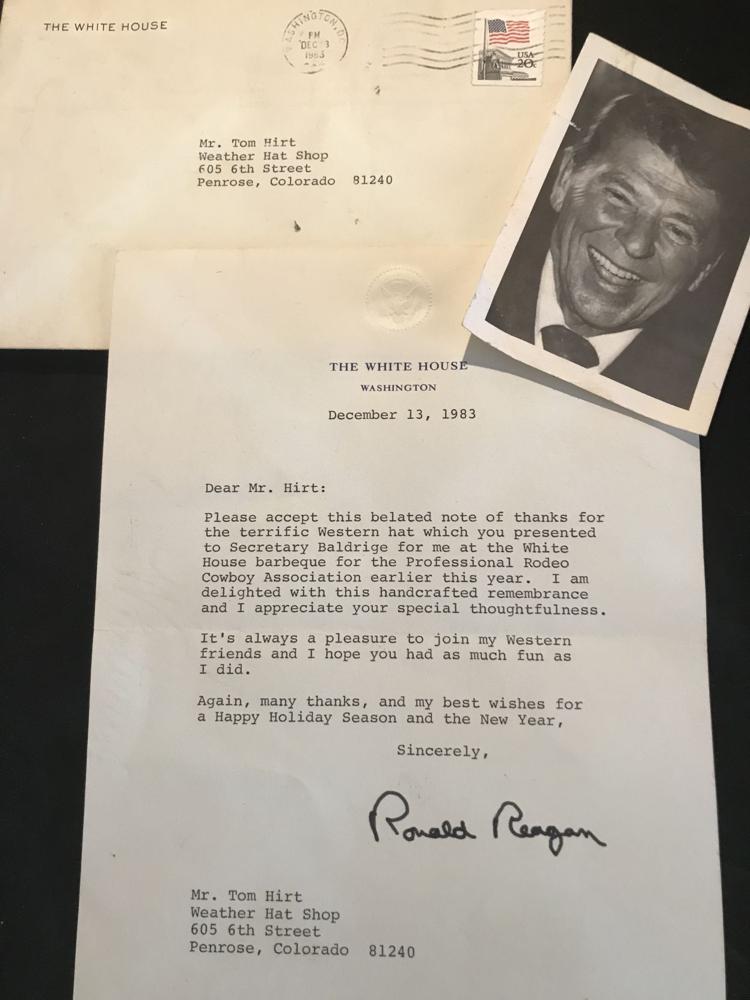 THE WHITE HOUSE
WASHINGTON, DC
PM
DEC 13
1983
USA
20c
Mr. Tom Hirt
Weather Hat Shop
605 6th Street
Penrose, Colorado 81240
THE WHITE HOUSE
WASHINGTON
December 13, 1983
Dear Mr. Hirt:
Please accept this belated note of thanks for
the terrific Western hat which you presented
to Secretary Baldrige for me at the White
House barbeque for the Professional Rodeo
Cowboy Association earlier this year. I am
delighted with this handcrafted remembrance
and I appreciate your special thoughtfulness.
It's always a pleasure to join my Western
friends and I hope you had as much fun as
I did.
Again, many thanks, and my best wishes for
a Happy Holiday Season and the New Year,
Sincerely,
Ronald Reagan
Mr. Tom Hirt
Weather Hat Shop
605 6th Street
Penrose, Colorado 81240